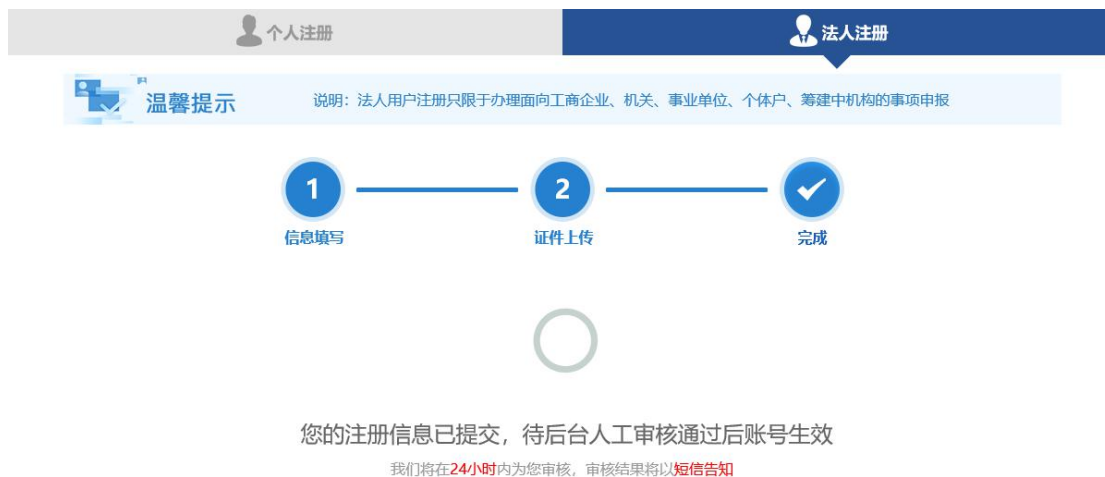 个人注册
法人注册
温馨提示
说明：法人用户注册只限于办理面向工商企业、机关、事业单位、个体户、筹建中机构的事项申报
1
2
信息填写
证件上传
完成
您的注册信息已提交，待后台人工审核通过后账号生效
我们将在24小时内为您审核，审核结果将以短信告知